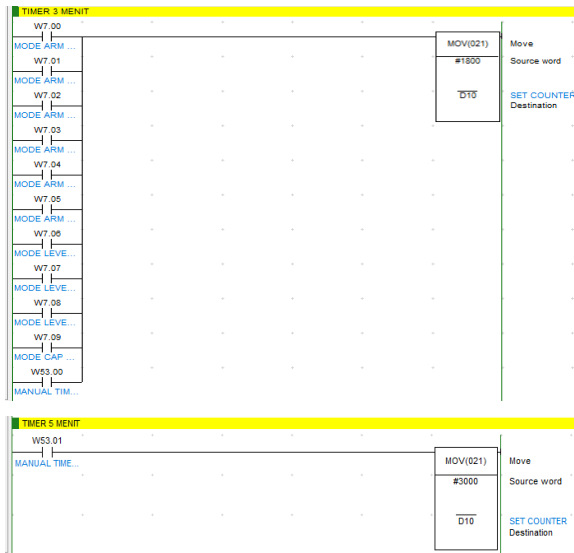 TIMER 3 MENIT
W7.00
MODE ARM ...
MOV(021) Move
W7.01
#1800 Source word
MODE ARM ...
W7.02
D10 SET COUNTER
MODE ARM ...
Destination
W7.03
MODE ARM ...
W7.04
MODE ARM ...
W7.05
MODE ARM ...
W7.06
MODE LEVE...
W7.07
MODE LEVE...
W7.08
MODE LEVE...
W7.09
MODE CAP ...
W53.00
MANUAL TIM...
TIMER 5 MENIT
W53.01
MANUAL TIME...
MOV(021) Move
#3000 Source word
D10 SET COUNTER
Destination